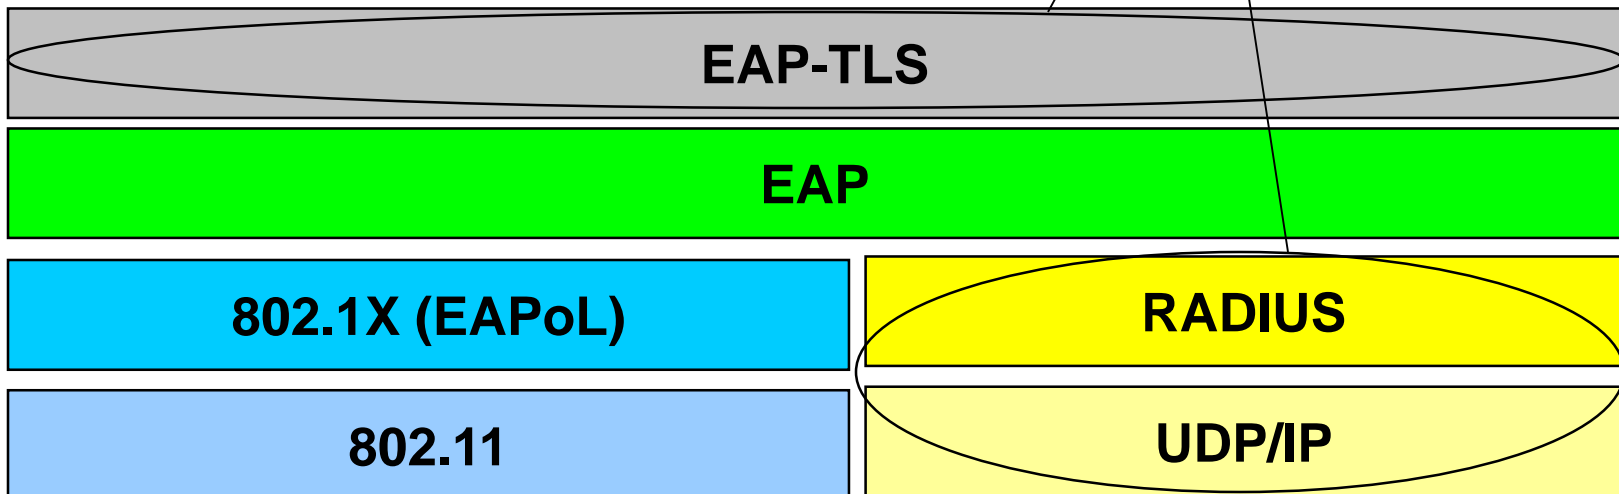 EAP-TLS
EAP
802.1X (EAPoL)
RADIUS
802.11
UDP/IP